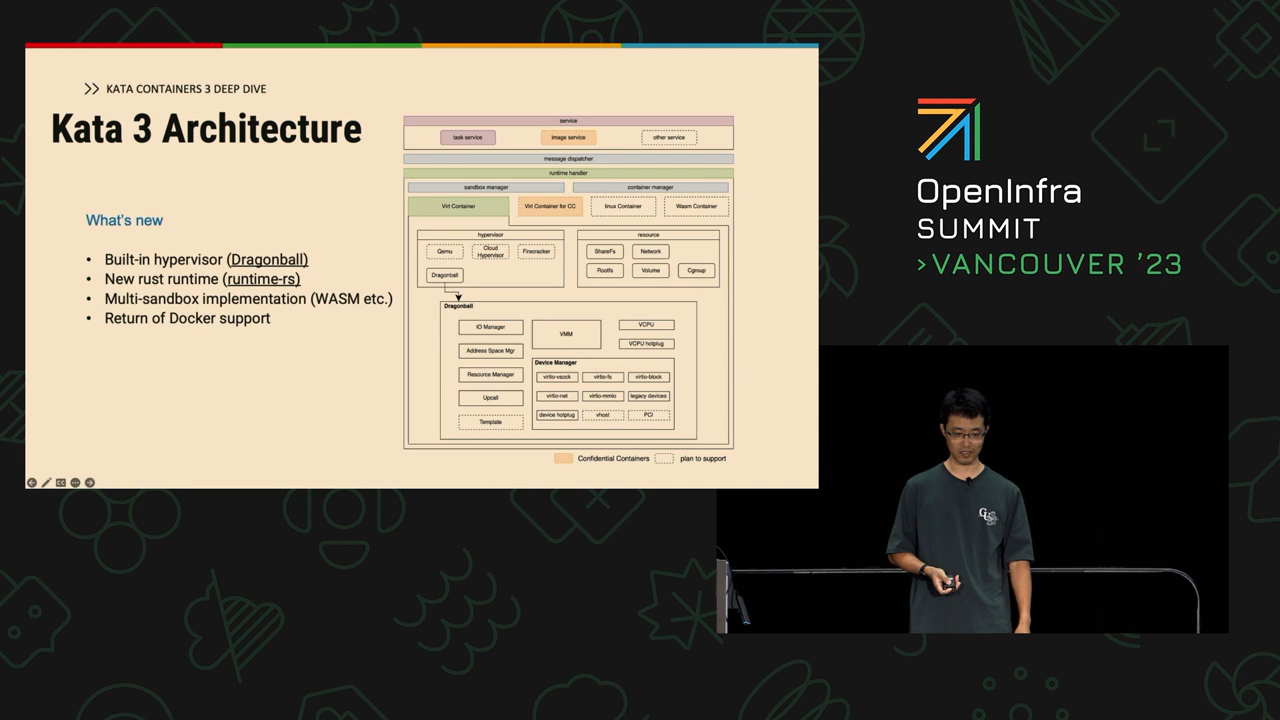 KATA CONTAINERS 3 DEEP DIVE
Kata 3 Architecture
What's new
• Built-in hypervisor (Dragonball)
• New rust runtime (runtime-rs)
• Multi-sandbox implementation (WASM etc.)
• Return of Docker support
service
task service
image service
other service
message dispatcher
runtime handler
sandbox manager
container manager
Virt Container
Virt Container for CC
linux Container
Wasm Container
hypervisor
Qemu
Cloud
Hypervisor
Firecracker
Dragonball
resource
ShareFs
Network
Rootfs
Volume
Cgroup
Dragonball
IO Manager
Address Space Mgr
Resource Manager
Upcall
Template
VMM
VCPU
VCPU hotplug
Device Manager
virtio-vsock
virtio-fs
virtio-block
virtio-net
virtio-mmio
legacy devices
device hotplug
vhost
PCI
Confidential Containers
plan to support
CC
OpenInfra
SUMMIT
>VANCOUVER '23